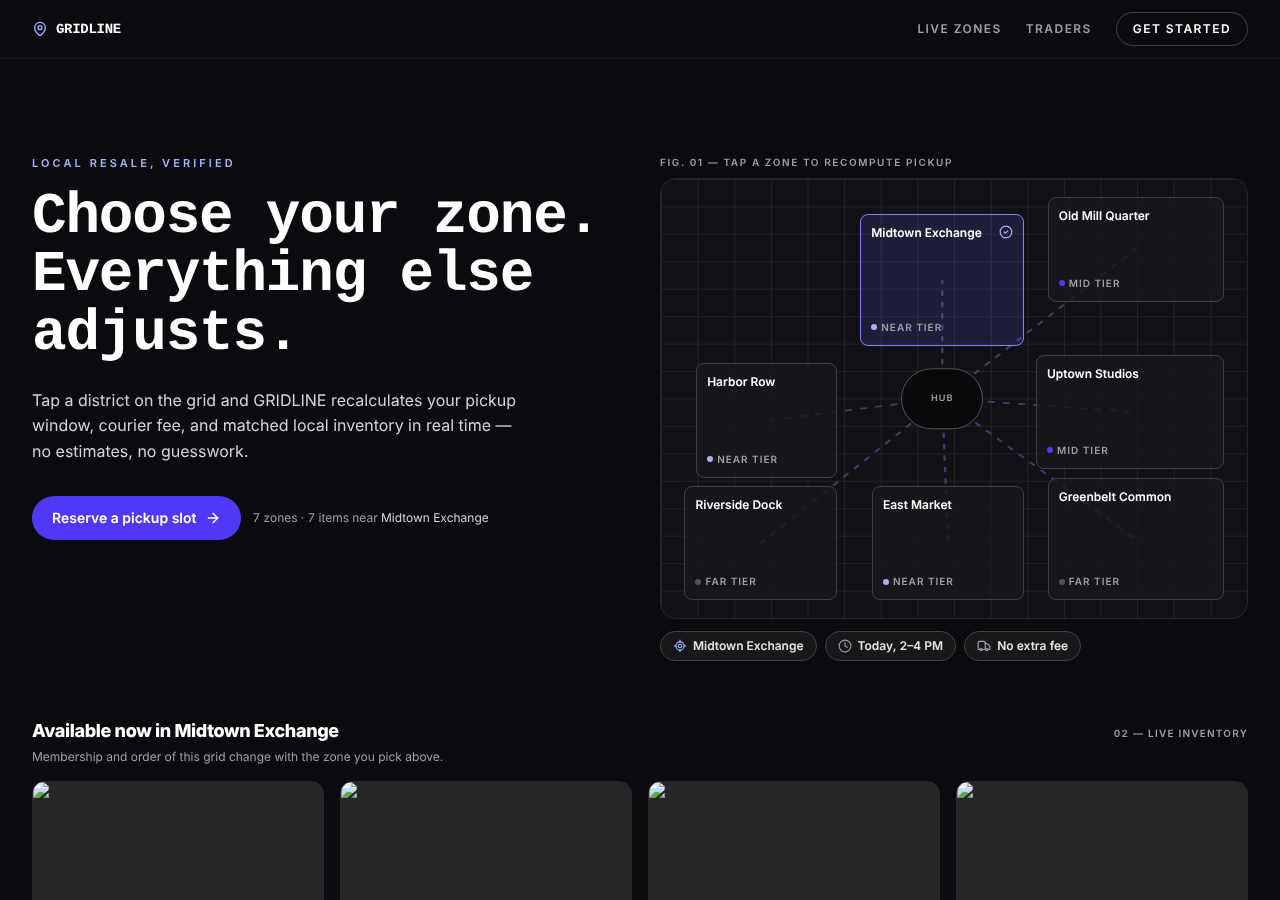 GRIDLINE
LIVE ZONES
TRADERS
GET STARTED
LOCAL RESALE, VERIFIED
Choose your zone.
Everything else
adjusts.
Tap a district on the grid and GRIDLINE recalculates your pickup
window, courier fee, and matched local inventory in real time —
no estimates, no guesswork.
Reserve a pickup slot
7 zones · 7 items near Midtown Exchange
FIG. 01 — TAP A ZONE TO RECOMPUTE PICKUP
Midtown Exchange
NEAR TIER
Old Mill Quarter
MID TIER
Harbor Row
NEAR TIER
HUB
Uptown Studios
MID TIER
Riverside Dock
FAR TIER
East Market
NEAR TIER
Greenbelt Common
FAR TIER
Midtown Exchange
Today, 2–4 PM
No extra fee
Available now in Midtown Exchange
02 — LIVE INVENTORY
Membership and order of this grid change with the zone you pick above.